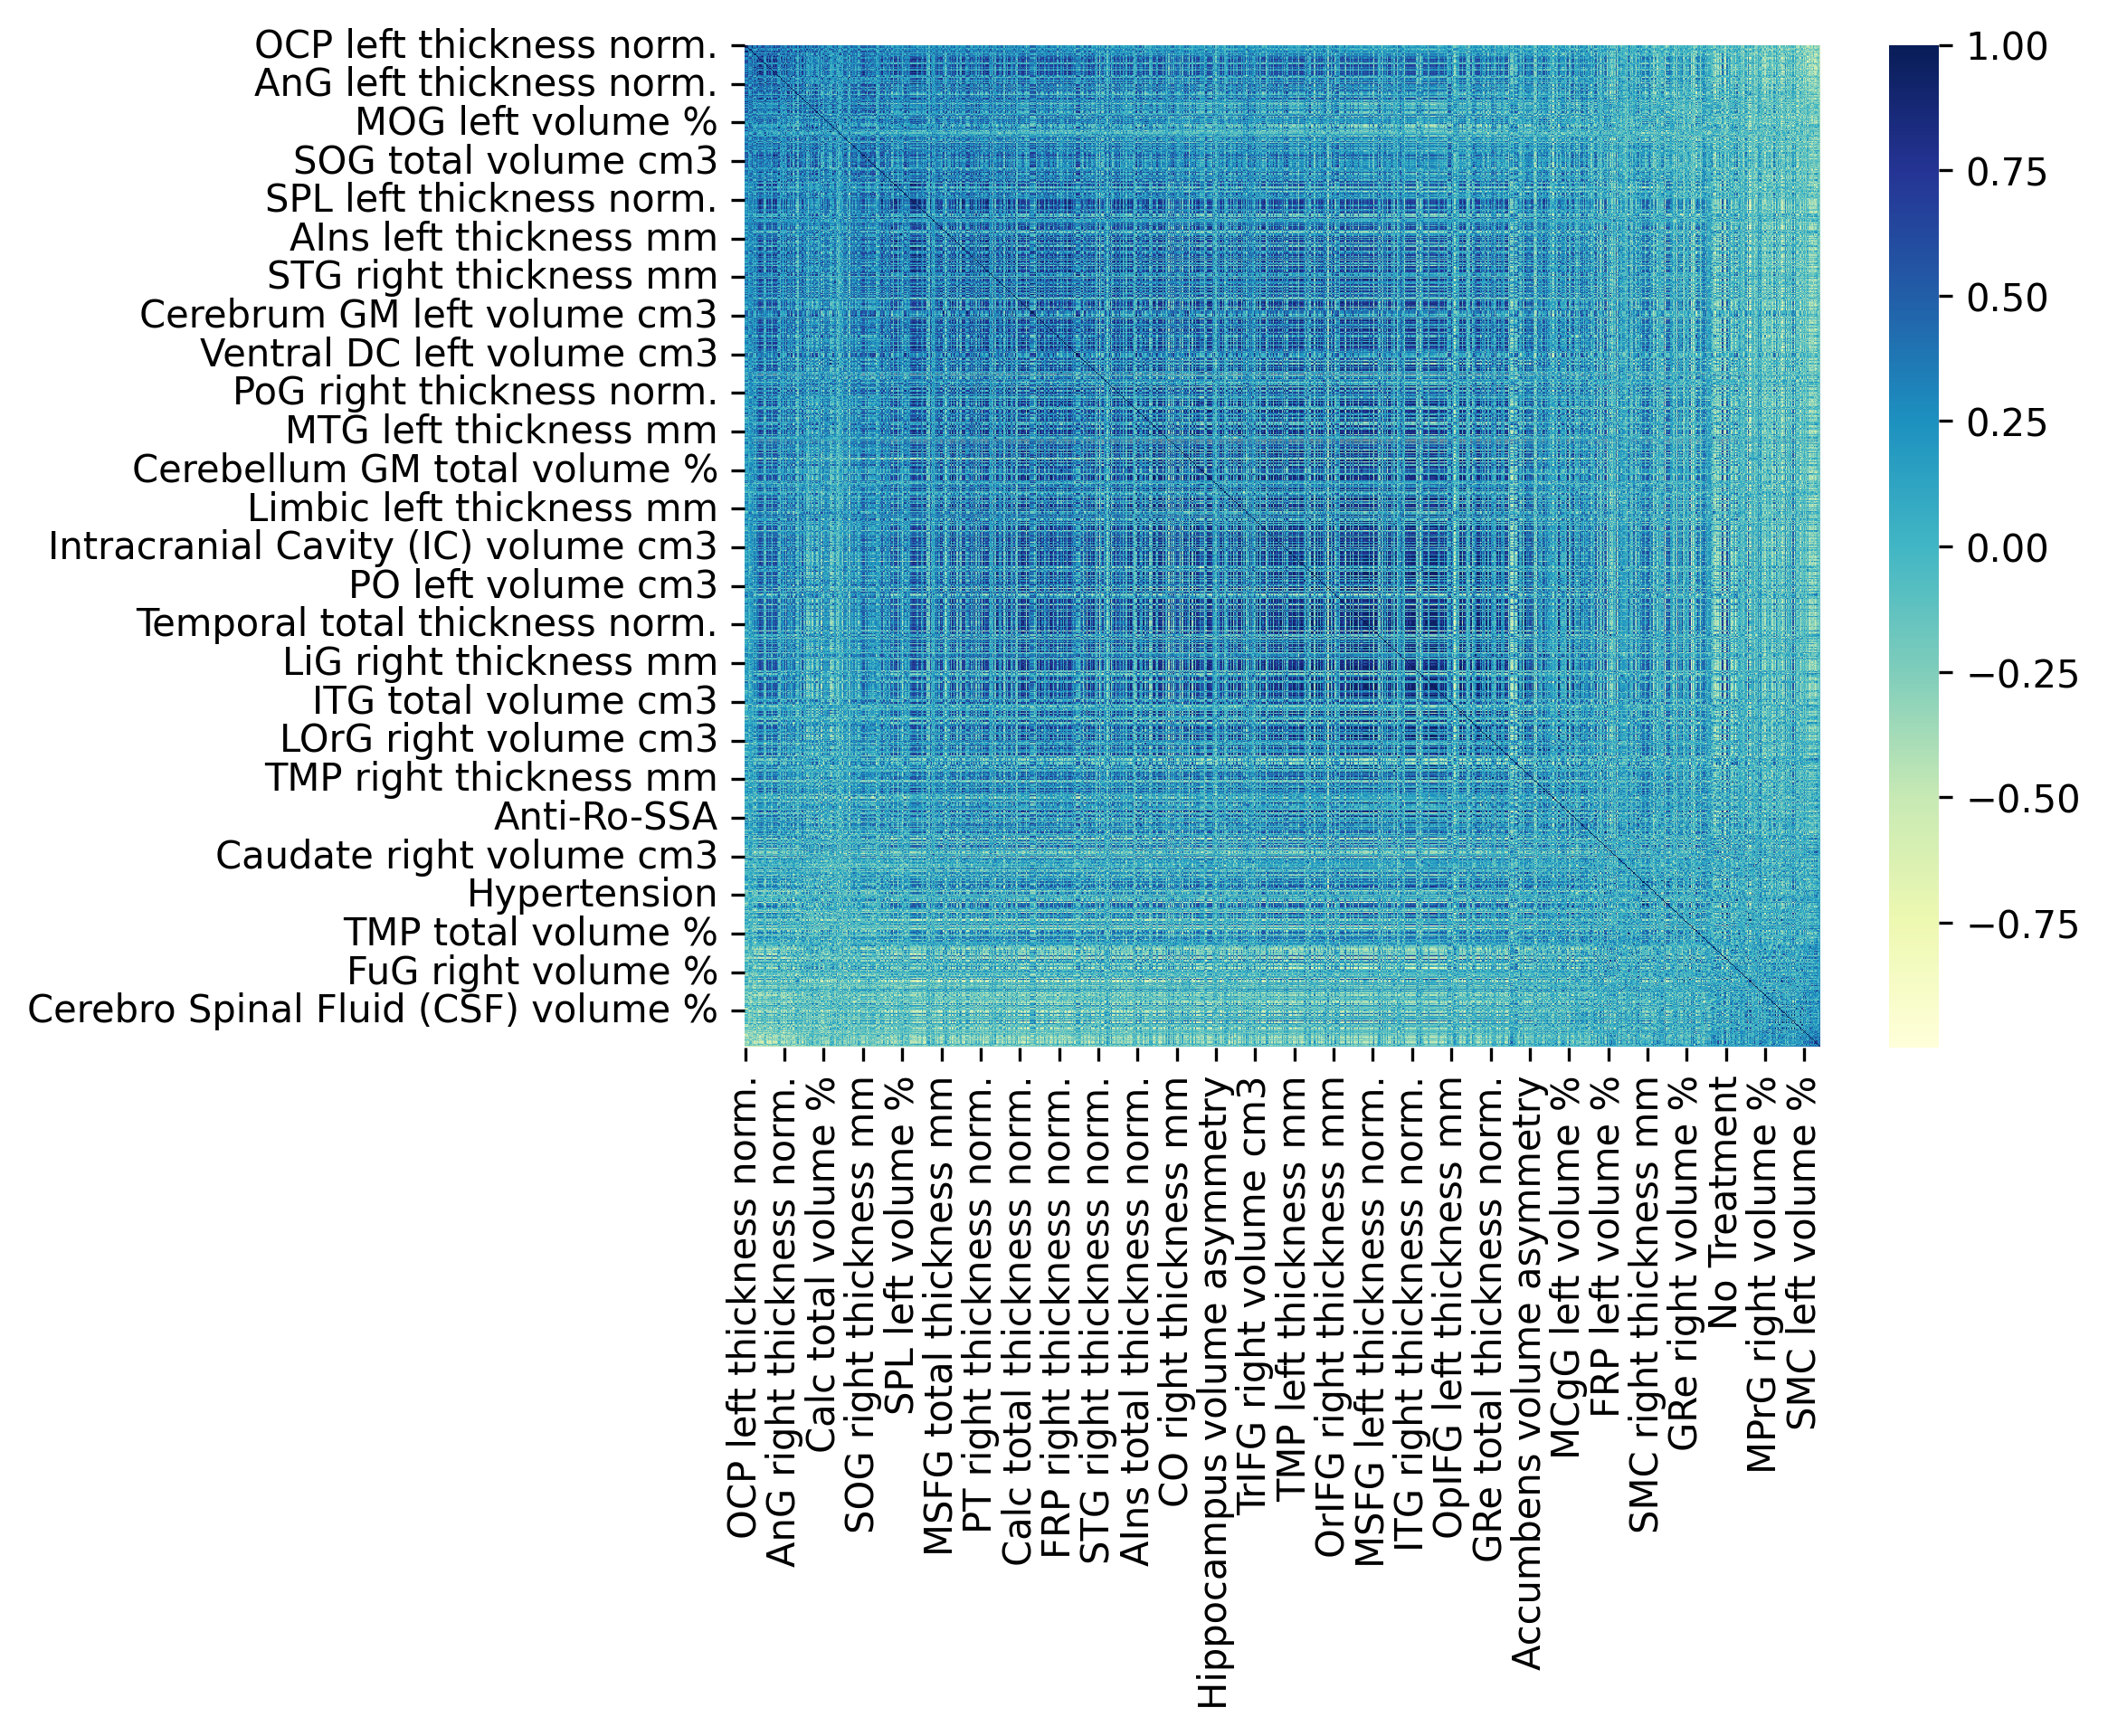 OCP left thickness norm.
AnG left thickness norm.
MOG left volume %
SOG total volume cm3
SPL left thickness norm.
AIns left thickness mm
STG right thickness mm
Cerebrum GM left volume cm3
Ventral DC left volume cm3
PoG right thickness norm.
MTG left thickness mm
Cerebellum GM total volume %
Limbic left thickness mm
Intracranial Cavity (IC) volume cm3
PO left volume cm3
Temporal total thickness norm.
LiG right thickness mm
ITG total volume cm3
LOrG right volume cm3
TMP right thickness mm
Anti-Ro-SSA
Caudate right volume cm3
Hypertension
TMP total volume %
FuG right volume %
Cerebro Spinal Fluid (CSF) volume %
OCP left thickness norm.
AnG right thickness norm.
Calc total volume %
SOG right thickness mm
SPL left volume %
MSFG total thickness mm
PT right thickness norm.
Calc total thickness norm.
FRP right thickness norm.
STG right thickness norm.
AIns total thickness norm.
CO right thickness mm
Hippocampus volume asymmetry
TrIFG right volume cm3
TMP left thickness mm
OrIFG right thickness mm
MSFG left thickness norm.
ITG right thickness norm.
OpIFG left thickness mm
GRe total thickness norm.
Accumbens volume asymmetry
MCgG left volume %
FRP left volume %
SMC right thickness mm
GRe right volume %
No Treatment
MPrG right volume %
SMC left volume %
1.00
0.75
0.50
0.25
0.00
−0.25
−0.50
−0.75